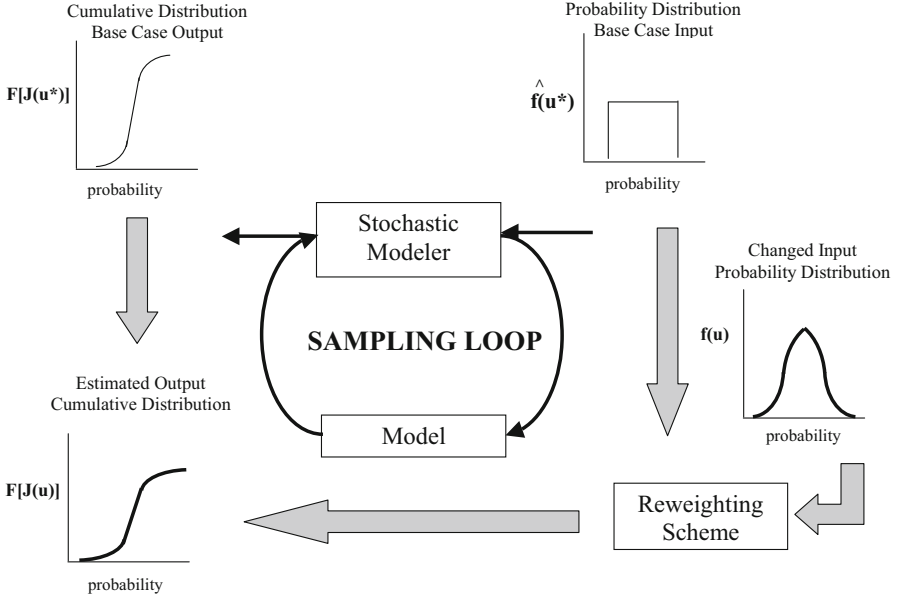 Cumulative Distribution
Base Case Output
F[J(u*)]
probability
Probability Distribution
Base Case Input
^
f(u*)
probability
Stochastic
Modeler
SAMPLING LOOP
Model
Changed Input
Probability Distribution
f(u)
probability
Estimated Output
Cumulative Distribution
F[J(u)]
probability
Reweighting
Scheme